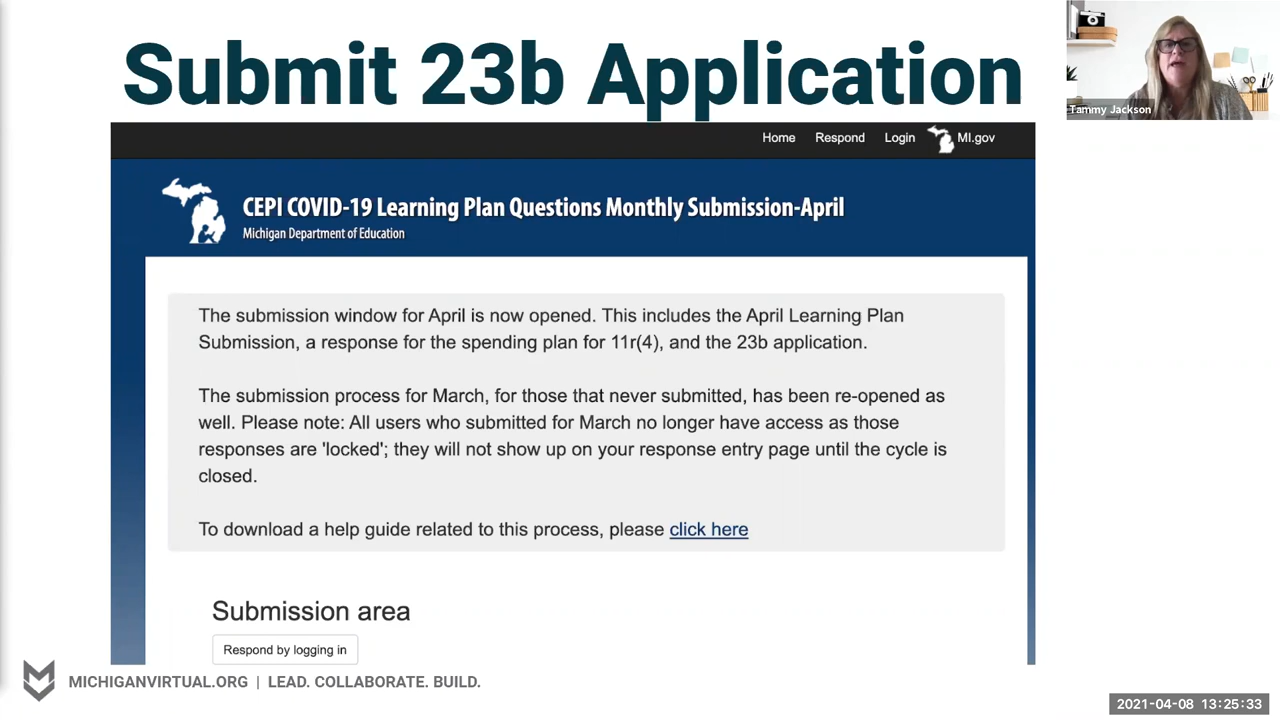 Submit 23b Application
Tammy Jackson
Home Respond Login MI.gov
CEPI COVID-19 Learning Plan Questions Monthly Submission-April
Michigan Department of Education
The submission window for April is now opened. This includes the April Learning Plan
Submission, a response for the spending plan for 11r(4), and the 23b application.
The submission process for March, for those that never submitted, has been re-opened as
well. Please note: All users who submitted for March no longer have access as those
responses are 'locked'; they will not show up on your response entry page until the cycle is
closed.
To download a help guide related to this process, please click here
Submission area
Respond by logging in
MICHIGANVIRTUAL.ORG | LEAD. COLLABORATE. BUILD.
2021-04-08 13:25:33